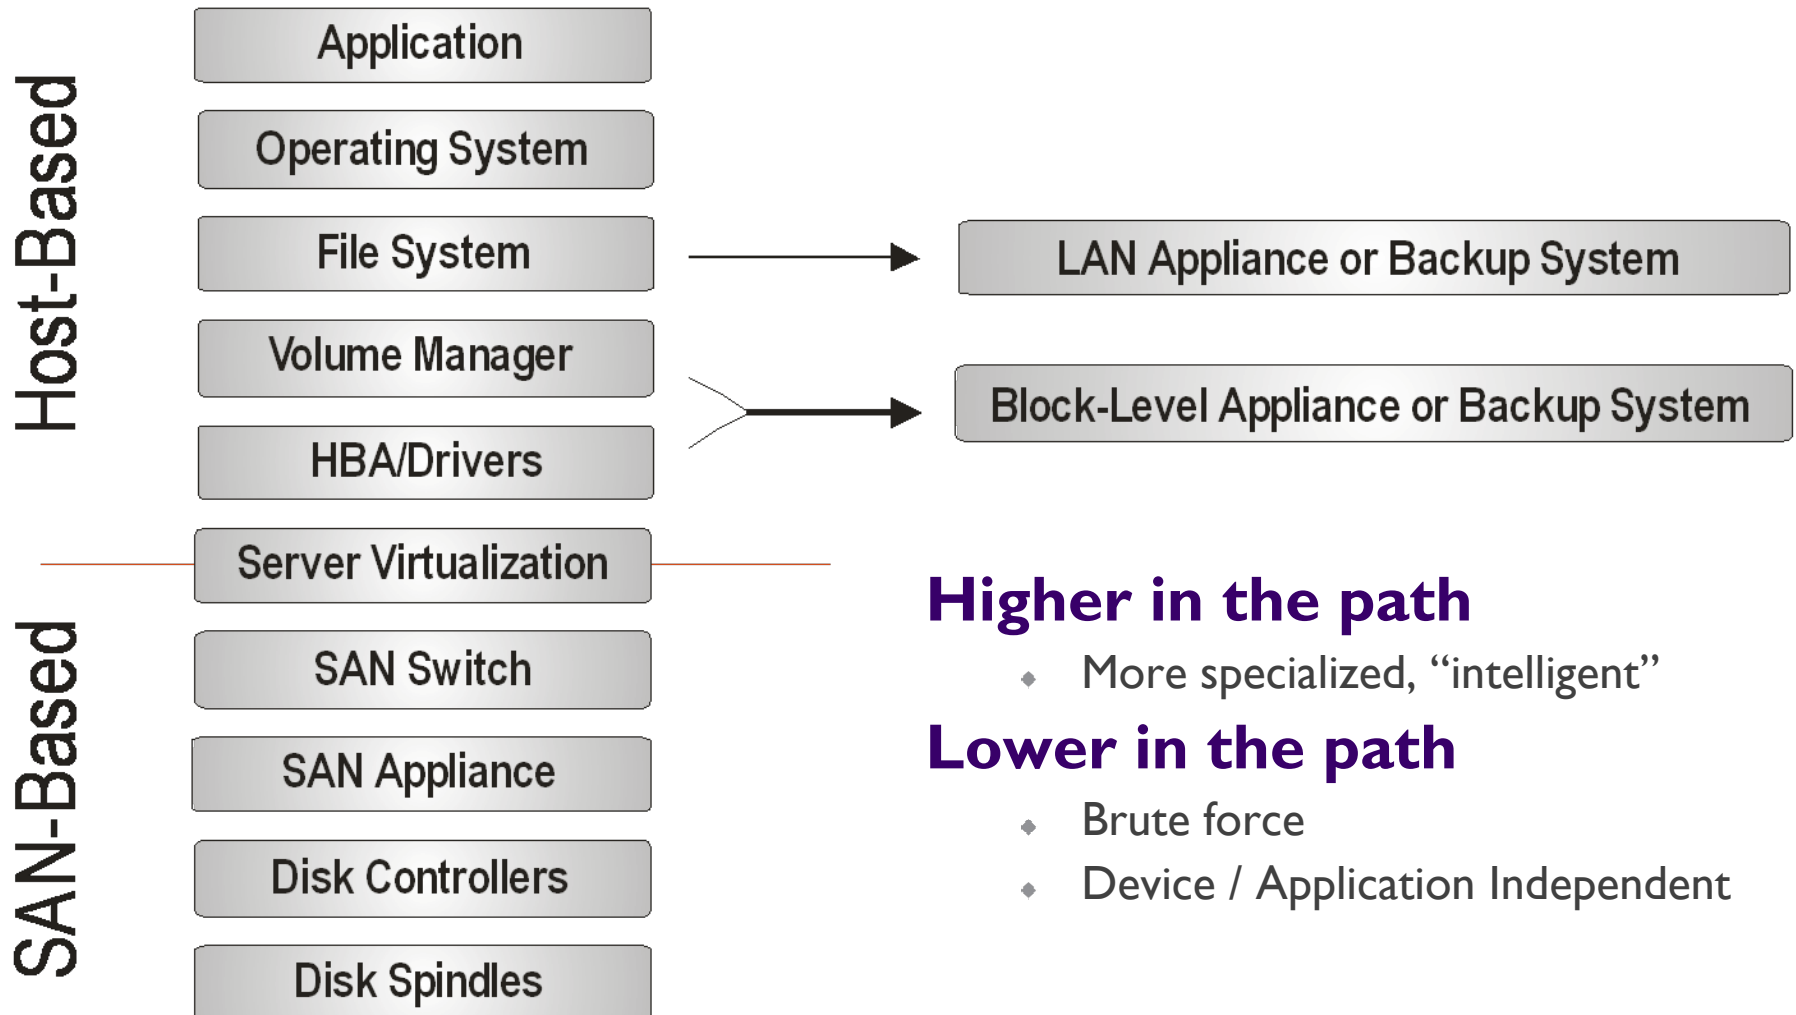 Host-Based
Application
Operating System
File System
Volume Manager
HBA/Drivers
Server Virtualization
SAN-Based
SAN Switch
SAN Appliance
Disk Controllers
Disk Spindles
LAN Appliance or Backup System
Block-Level Appliance or Backup System
Higher in the path
More specialized, “intelligent”
Lower in the path
Brute force
Device / Application Independent